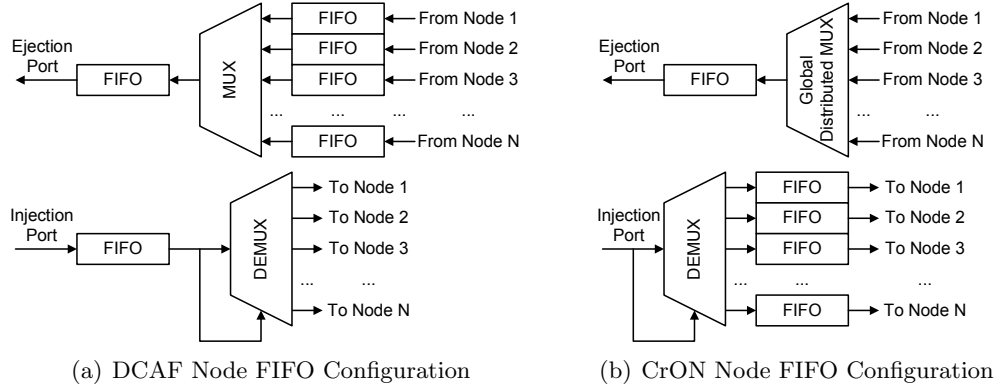 FIFO From Node 1
FIFO From Node 2
Ejection Port FIFO MUX FIFO From Node 3
... ... ... ...
FIFO From Node N
Injection Port FIFO DEMUX To Node 1
To Node 2
To Node 3
... ...
To Node N
(a) DCAF Node FIFO Configuration
From Node 1
From Node 2
Ejection Port FIFO Global Distributed MUX From Node 3
... ...
From Node N
Injection Port DEMUX FIFO To Node 1
FIFO To Node 2
FIFO To Node 3
... ... ...
FIFO To Node N
(b) CrON Node FIFO Configuration